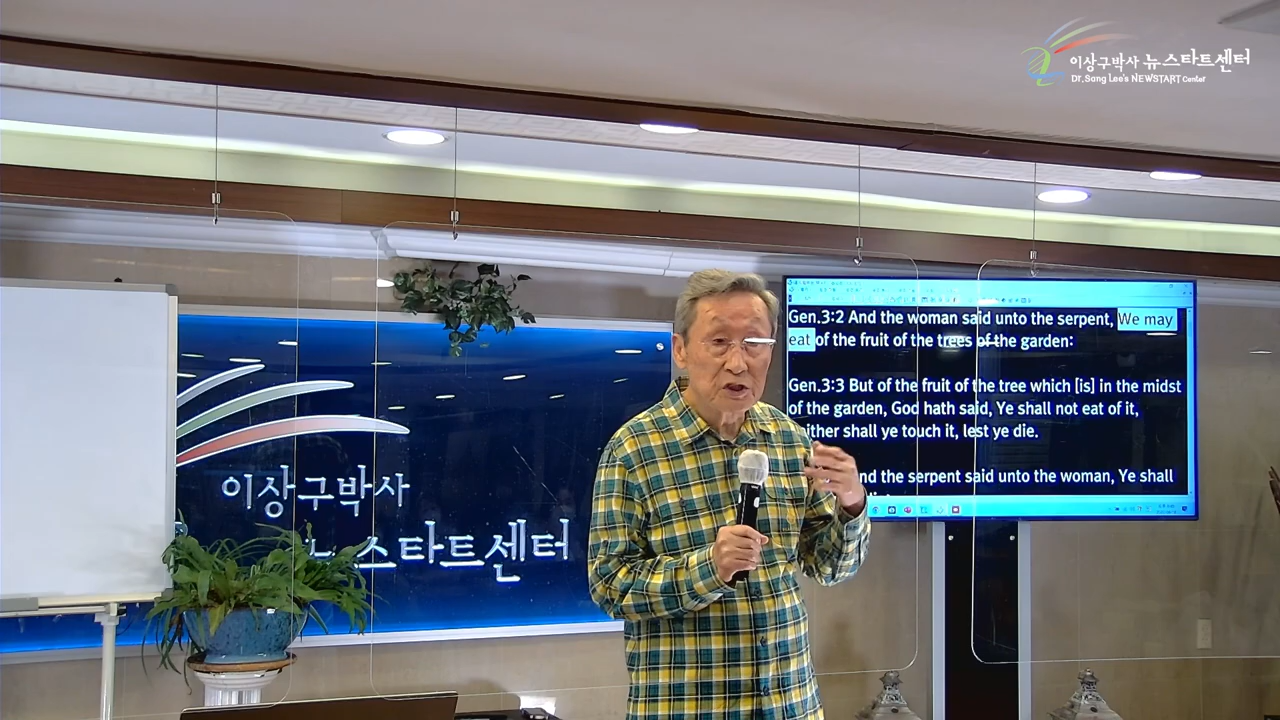 이상구박사 뉴스타트센터
Dr.Sang Lee's NEWSTART Center
Gen.3:2 And the woman said unto the serpent, We may
eat of the fruit of the trees of the garden:
Gen.3:3 But of the fruit of the tree which [is] in the midst
of the garden, God hath said, Ye shall not eat of it,
neither shall ye touch it, lest ye die.
and the serpent said unto the woman, Ye shall
이상구박사
뉴스타트센터